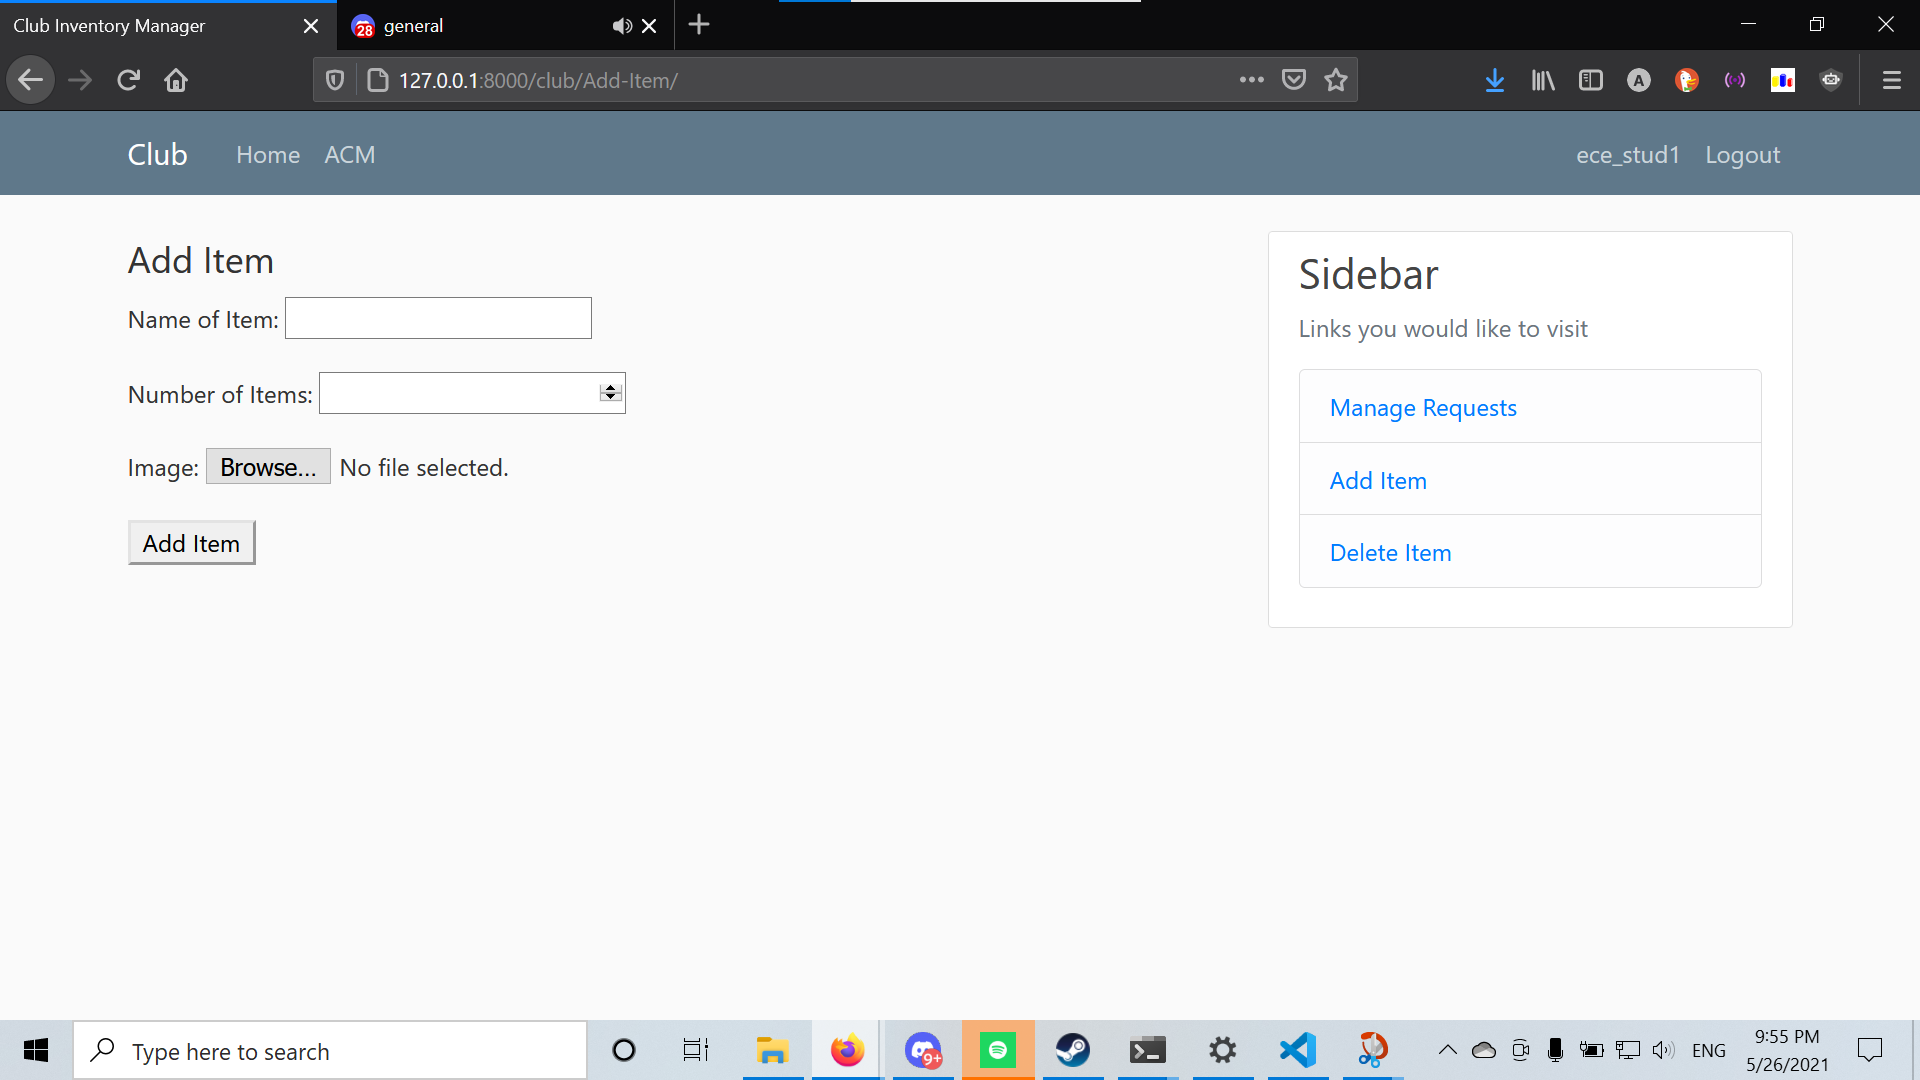 Club Inventory Manager
28 general
127.0.0.1:8000/club/Add-Item/
A
Club Home ACM ece_stud1 Logout
Add Item
Name of Item:
Number of Items:
Image: Browse... No file selected.
Add Item
Sidebar
Links you would like to visit
Manage Requests
Add Item
Delete Item
Type here to search
9+
ENG
9:55 PM
5/26/2021